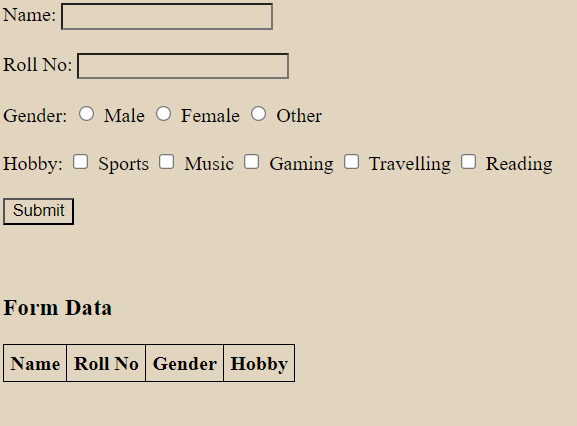 Name:
Roll No:
Gender: Male Female Other
Hobby: Sports Music Gaming Travelling Reading
Submit
Form Data
Name Roll No Gender Hobby